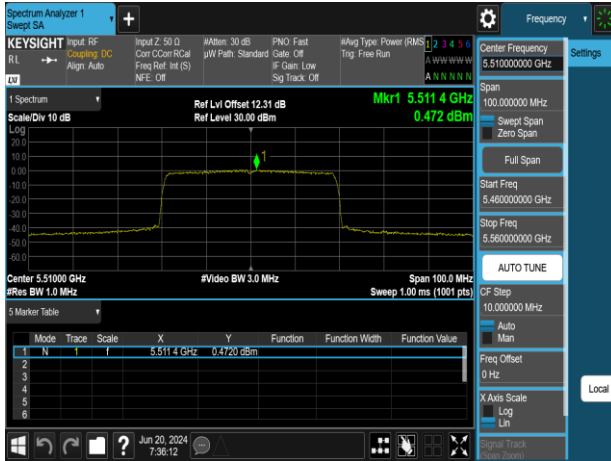 Spectrum Analyzer 1
Swept SA
+
Frequency
KEYSIGHT
RL
Input: RF
Coupling: DC
Align: Auto
Input Z: 50 Ω
Corr CCorr RCal
Freq Ref: Int (S)
NFE: Off
#Atten: 30 dB
µW Path: Standard
PNO: Fast
Gate: Off
IF Gain: Low
Sig Track: Off
#Avg Type: Power (RMS
Trig: Free Run
1 2 3 4 5 6
A W W W W W
A N N N N N
LXI
1 Spectrum
Scale/Div 10 dB
Ref Lvl Offset 12.31 dB
Ref Level 30.00 dBm
Mkr1 5.511 4 GHz
0.472 dBm
Log
20.0
10.0
0.00
-10.0
-20.0
-30.0
-40.0
-50.0
-60.0
1
Center 5.51000 GHz
#Res BW 1.0 MHz
#Video BW 3.0 MHz
Span 100.0 MHz
Sweep 1.00 ms (1001 pts)
5 Marker Table
Mode Trace Scale X Y Function Function Width Function Value
1 N 1 f 5.511 4 GHz 0.4720 dBm
2
3
4
5
6
Jun 20, 2024
7:36:12
?
Center Frequency
5.510000000 GHz
Settings
Span
100.000000 MHz
Swept Span
Zero Span
Full Span
Start Freq
5.460000000 GHz
Stop Freq
5.560000000 GHz
AUTO TUNE
CF Step
10.000000 MHz
Auto
Man
Freq Offset
0 Hz
X Axis Scale
Log
Lin
Local
Signal Track
(Span Zoom)